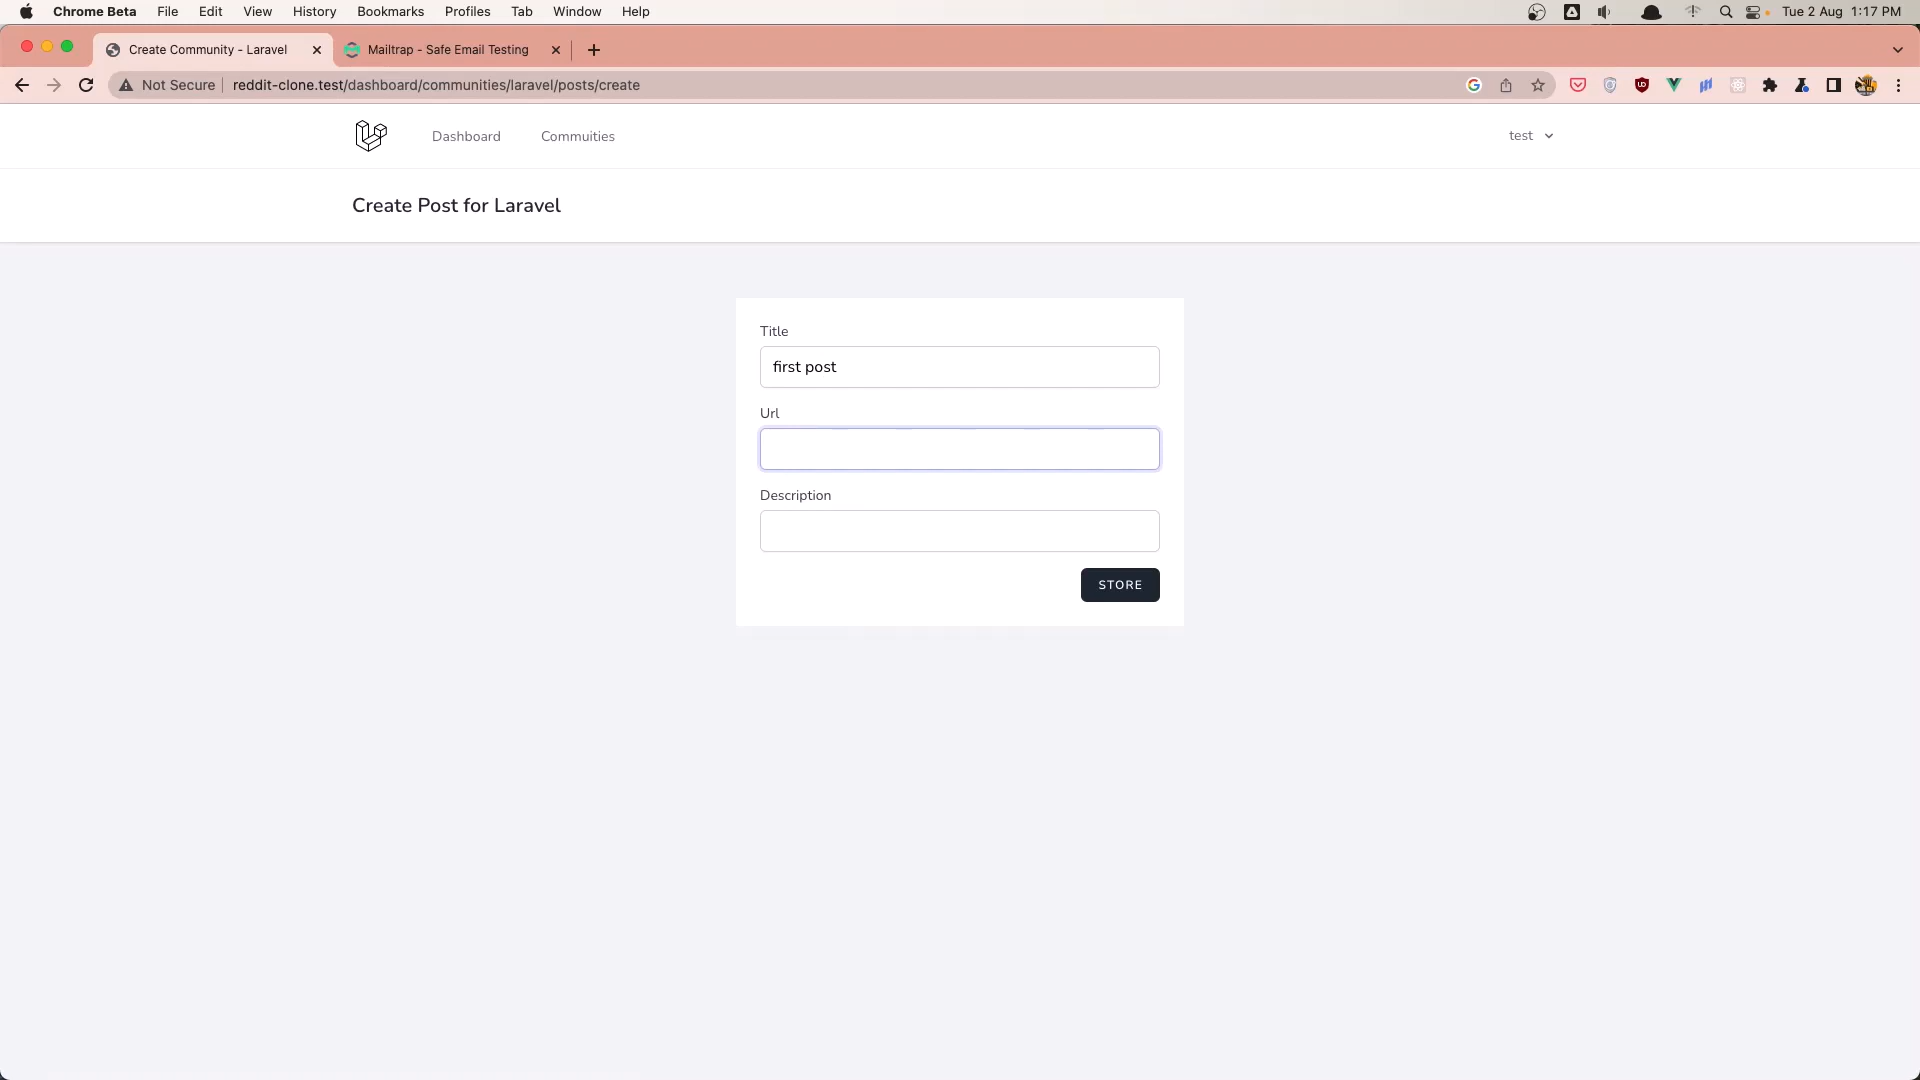 Chrome Beta File Edit View History Bookmarks Profiles Tab Window Help Tue 2 Aug 1:17 PM
Create Community - Laravel Mailtrap - Safe Email Testing
Not Secure reddit-clone.test/dashboard/communities/laravel/posts/create
Dashboard Commuities test
Create Post for Laravel
Title
first post
Url
Description
STORE